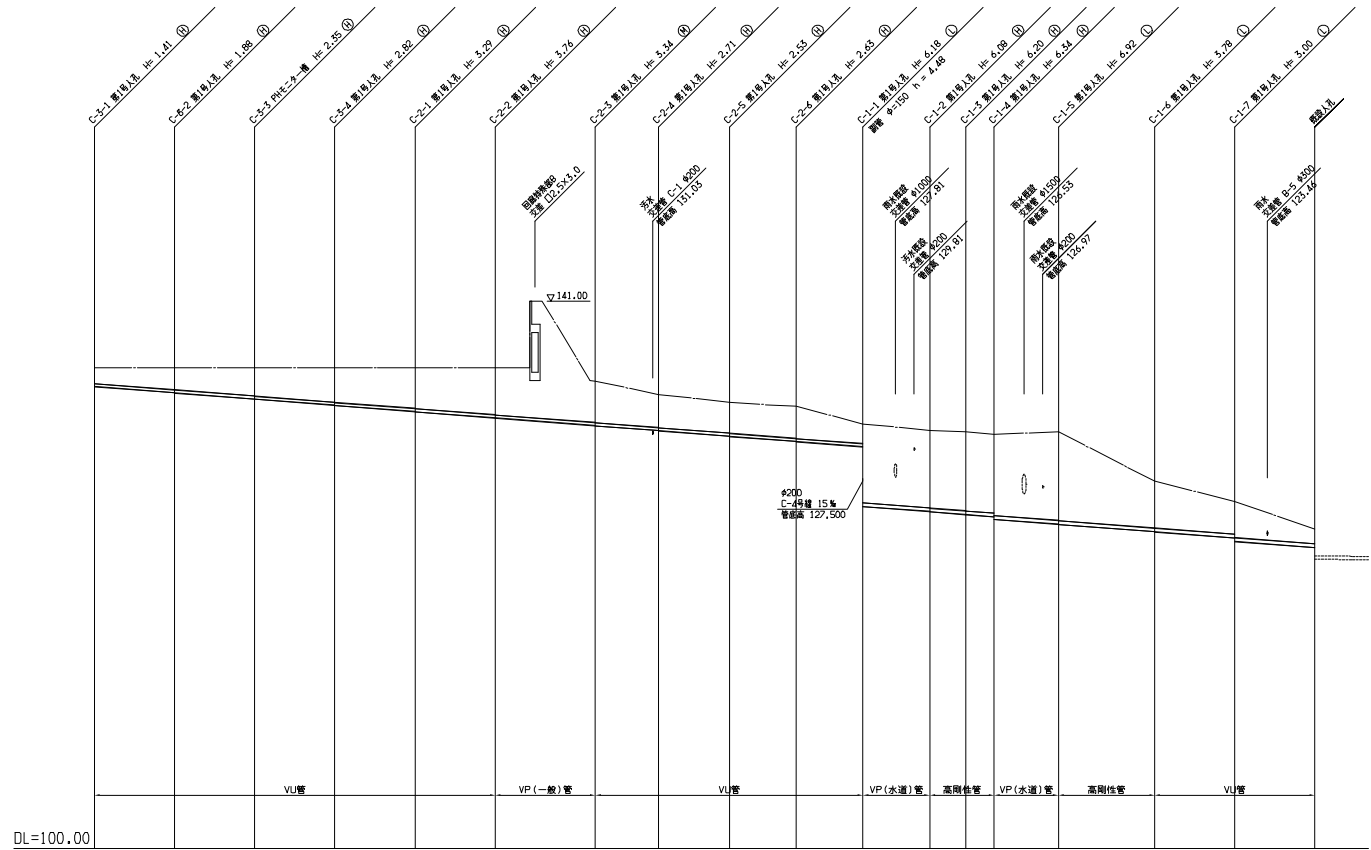 C-3-1 第1号人孔 H= 1.41 Ⓗ
C-6-2 第1号人孔 H= 1.88 Ⓗ
C-3-3 PHモニター槽 H= 2.35 Ⓗ
C-3-4 第1号人孔 H= 2.82 Ⓗ
C-2-1 第1号人孔 H= 3.29 Ⓗ
C-2-2 第1号人孔 H= 3.76 Ⓗ
C-2-3 第1号人孔 H= 3.34 Ⓜ
C-2-4 第1号人孔 H= 2.71 Ⓗ
C-2-5 第1号人孔 H= 2.53 Ⓗ
C-2-6 第1号人孔 H= 2.63 Ⓗ
C-1-1 第1号人孔 H= 6.18 Ⓛ
副管 φ=150 h = 4.48
C-1-2 第1号人孔 H= 6.08 Ⓗ
C-1-3 第1号人孔 H= 6.20 Ⓗ
C-1-4 第1号人孔 H= 6.34 Ⓗ
C-1-5 第1号人孔 H= 6.92 Ⓛ
C-1-6 第1号人孔 H= 3.78 Ⓛ
C-1-7 第1号人孔 H= 3.00 Ⓛ
既設人孔
交差 □2.5×3.0
汚水
交差管 C-1 φ200
管底高 131.03
雨水既設
交差管 φ1000
管底高 127.81
汚水既設
交差管 φ200
管底高 129.81
雨水既設
交差管 φ1500
管底高 126.53
雨水既設
交差管 φ200
管底高 126.97
雨水
交差管 B-5 φ300
管底高 123.46
▽141.00
φ200
C-4号線 15‰
管底高 127.500
VU管
VP(一般)管
VU管
VP(水道)管
高剛性管
VP(水道)管
高剛性管
VU管
DL=100.00